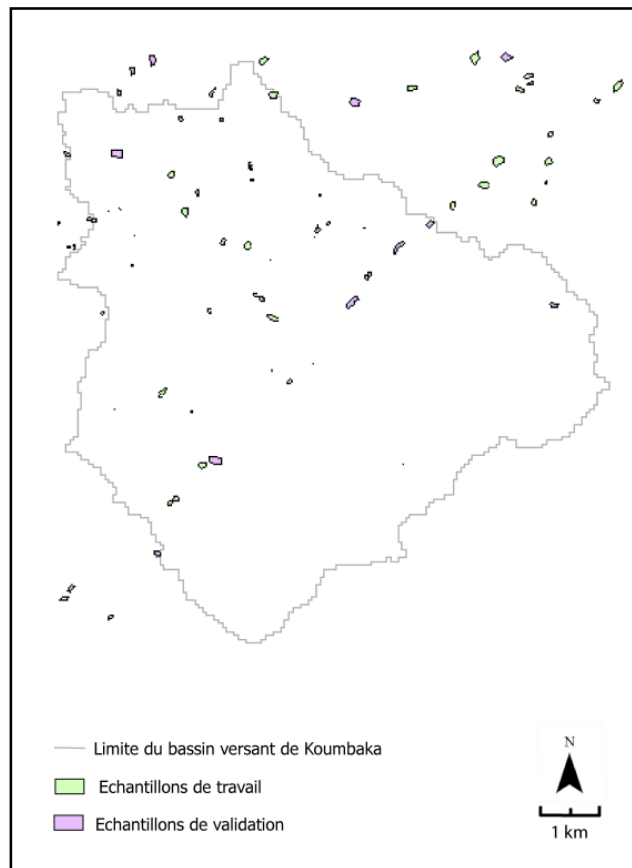 Limite du bassin versant de Koumbaka
Echantillons de travail
Echantillons de validation
N
1 km